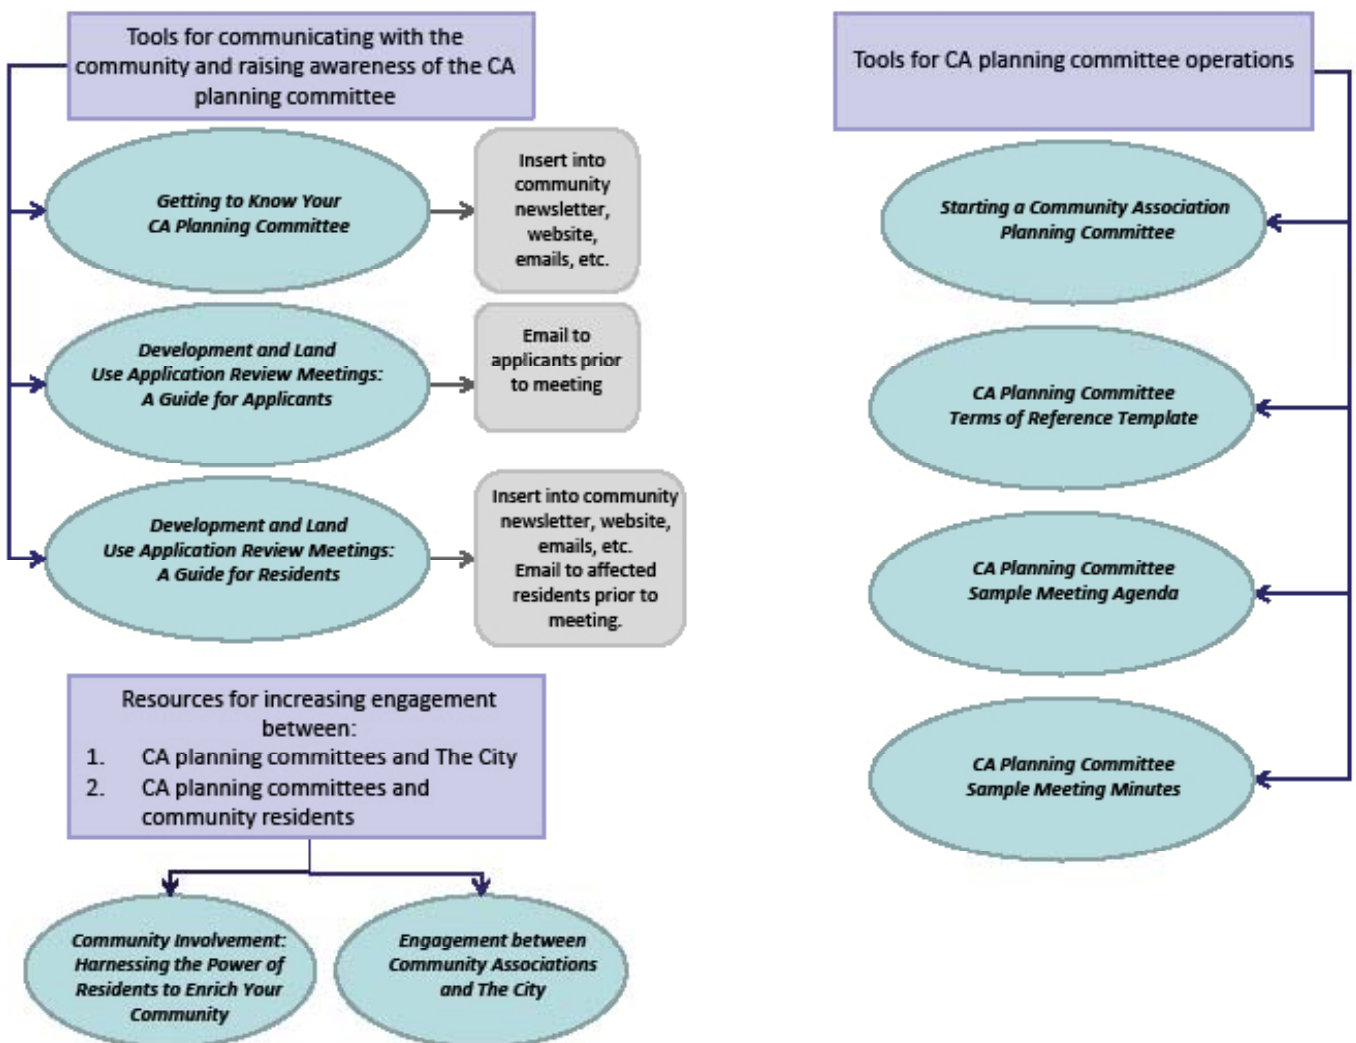 Tools for communicating with the
community and raising awareness of the CA
planning committee
Getting to Know Your
CA Planning Committee
Insert into
community
newsletter,
website,
emails, etc.
Development and Land
Use Application Review Meetings:
A Guide for Applicants
Email to
applicants prior
to meeting
Development and Land
Use Application Review Meetings:
A Guide for Residents
Insert into community
newsletter, website,
emails, etc.
Email to affected
residents prior to
meeting.
Resources for increasing engagement
between:
1. CA planning committees and The City
2. CA planning committees and
community residents
Community Involvement:
Harnessing the Power of
Residents to Enrich Your
Community
Engagement between
Community Associations
and The City
Tools for CA planning committee operations
Starting a Community Association
Planning Committee
CA Planning Committee
Terms of Reference Template
CA Planning Committee
Sample Meeting Agenda
CA Planning Committee
Sample Meeting Minutes